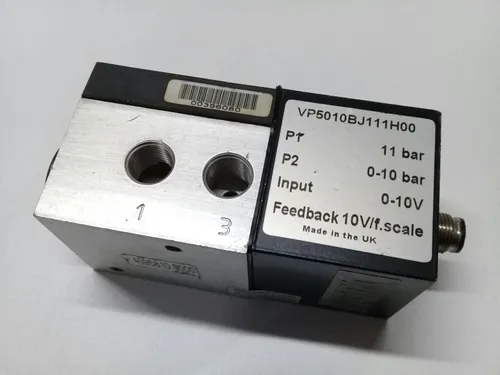 00396060
VP5010BJ111H00
P1 11 bar
P2 0-10 bar
Input 0-10V
Feedback 10V/f.scale
Made in the UK
1
3